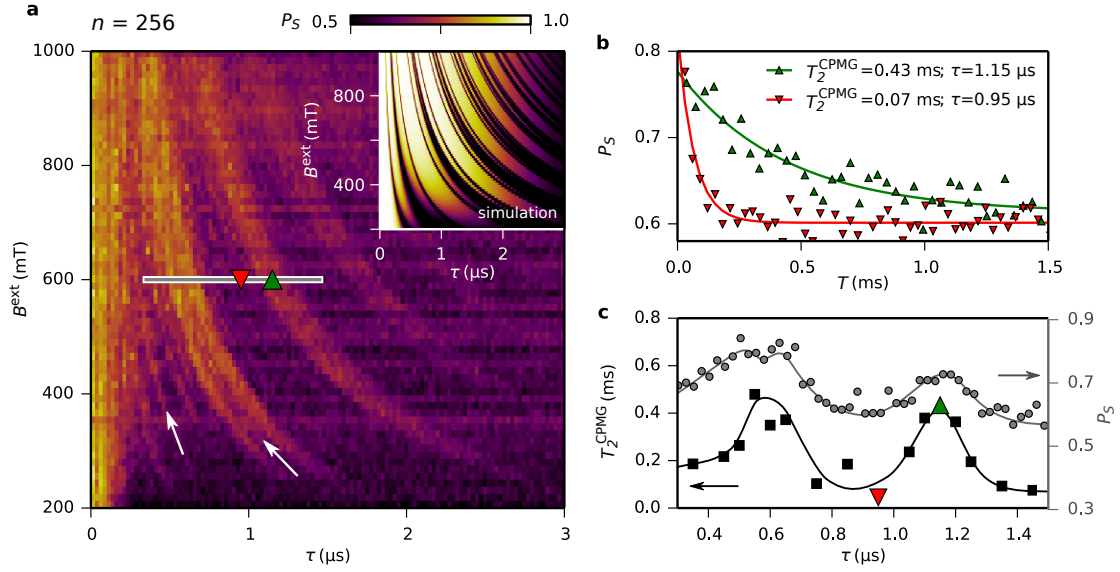 a
n = 256
P_S
0.5
1.0
1000
800
600
400
200
B^ext (mT)
0
1
2
3
τ (µs)
800
400
B^ext (mT)
simulation
0
1
2
τ (µs)
b
0.8
0.7
0.6
P_S
T_2^CPMG=0.43 ms; τ=1.15 µs
T_2^CPMG=0.07 ms; τ=0.95 µs
0.0
0.5
1.0
1.5
T (ms)
c
0.8
0.6
0.4
0.2
0.0
T_2^CPMG (ms)
0.9
0.7
0.5
0.3
P_S
0.4
0.6
0.8
1.0
1.2
1.4
τ (µs)